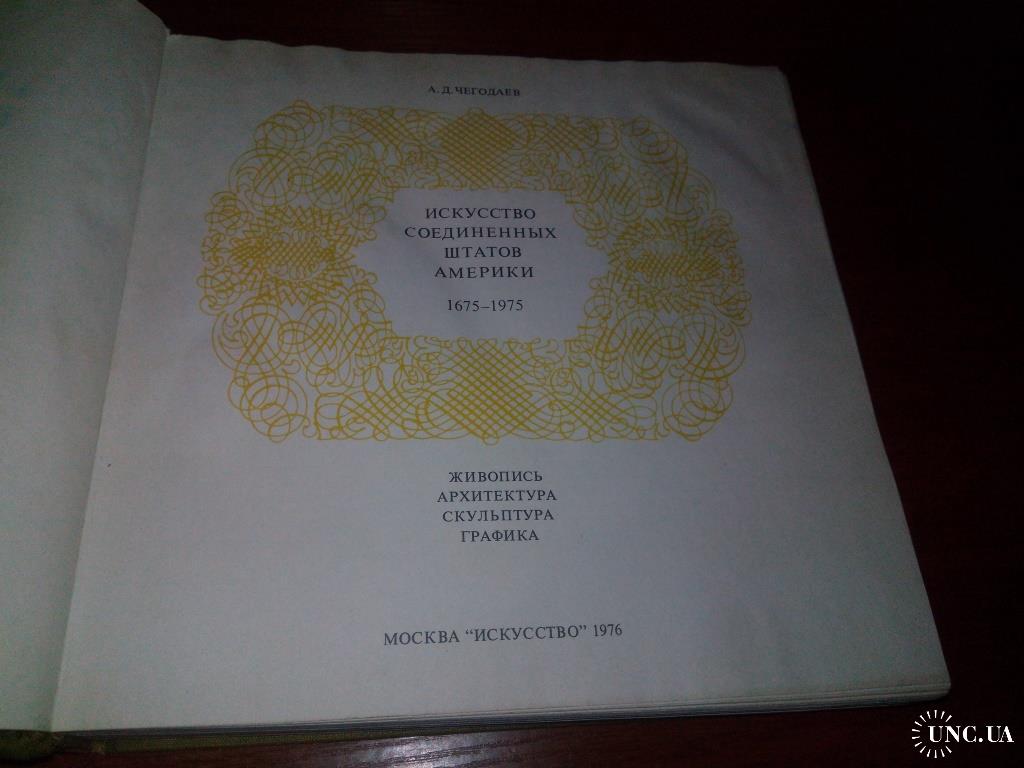 А. Д. ЧЕГОДАЕВ
ИСКУССТВО
СОЕДИНЕННЫХ
ШТАТОВ
АМЕРИКИ
1675–1975
ЖИВОПИСЬ
АРХИТЕКТУРА
СКУЛЬПТУРА
ГРАФИКА
МОСКВА "ИСКУССТВО" 1976
UNC.UA